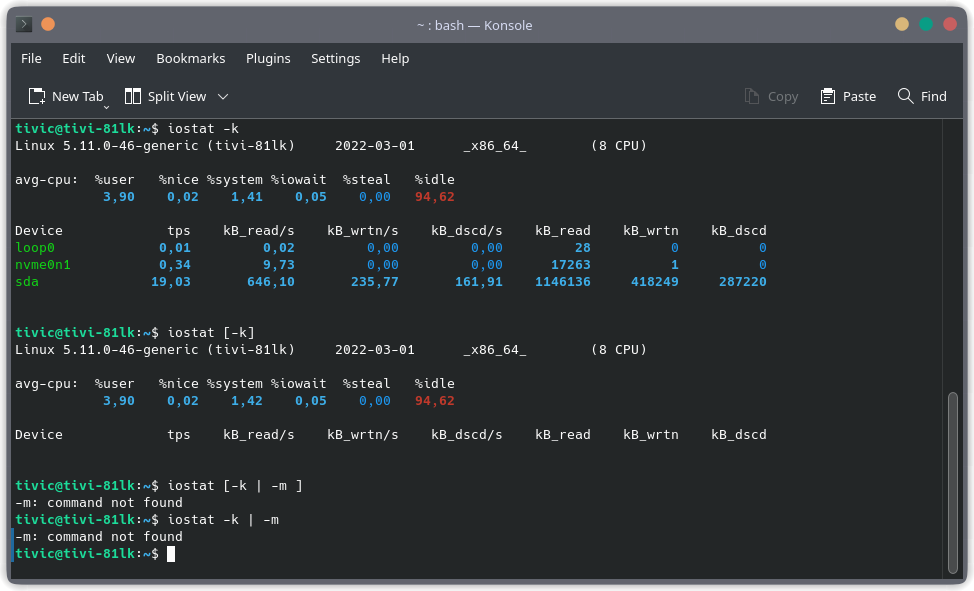 ~ : bash — Konsole
File Edit View Bookmarks Plugins Settings Help
New Tab Split View Copy Paste Find
tivic@tivi-81lk:~$ iostat -k
Linux 5.11.0-46-generic (tivi-81lk) 2022-03-01 _x86_64_ (8 CPU)
avg-cpu: %user %nice %system %iowait %steal %idle
3,90 0,02 1,41 0,05 0,00 94,62
Device tps kB_read/s kB_wrtn/s kB_dscd/s kB_read kB_wrtn kB_dscd
loop0 0,01 0,02 0,00 0,00 28 0 0
nvme0n1 0,34 9,73 0,00 0,00 17263 1 0
sda 19,03 646,10 235,77 161,91 1146136 418249 287220
tivic@tivi-81lk:~$ iostat [-k]
Linux 5.11.0-46-generic (tivi-81lk) 2022-03-01 _x86_64_ (8 CPU)
avg-cpu: %user %nice %system %iowait %steal %idle
3,90 0,02 1,42 0,05 0,00 94,62
Device tps kB_read/s kB_wrtn/s kB_dscd/s kB_read kB_wrtn kB_dscd
tivic@tivi-81lk:~$ iostat [-k | -m ]
-m: command not found
tivic@tivi-81lk:~$ iostat -k | -m
-m: command not found
tivic@tivi-81lk:~$